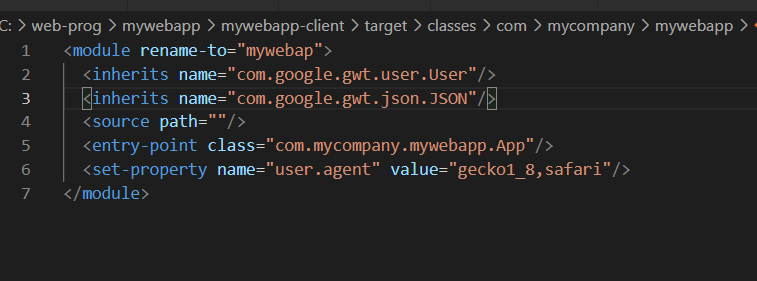 C: > web-prog > mywebapp > mywebapp-client > target > classes > com > mycompany > mywebapp >
1 <module rename-to="mywebap">
2 <inherits name="com.google.gwt.user.User"/>
3 <inherits name="com.google.gwt.json.JSON"/>
4 <source path=""/>
5 <entry-point class="com.mycompany.mywebapp.App"/>
6 <set-property name="user.agent" value="gecko1_8,safari"/>
7 </module>